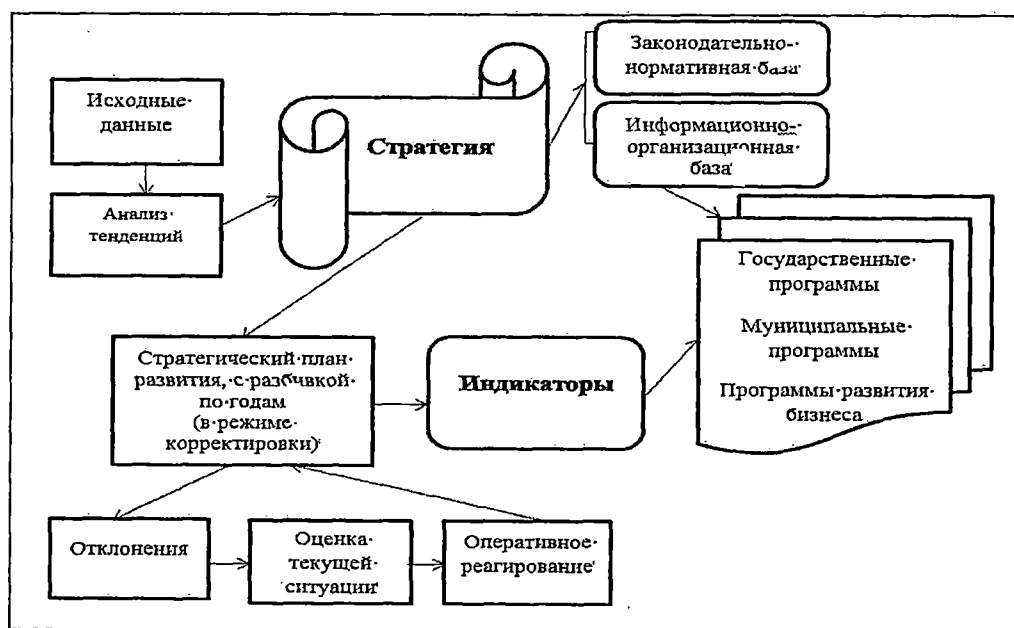 Исходные
данные
Анализ
тенденций
Стратегия
Законодательно-
нормативная база
Информационно-
организационная
база
Государственные
программы
Муниципальные
программы
Программы развития
бизнеса
Стратегический план
развития, с разбивкой
по годам
(в режиме
корректировки)
Индикаторы
Отклонения
Оценка
текущей
ситуации
Оперативное
реагирование